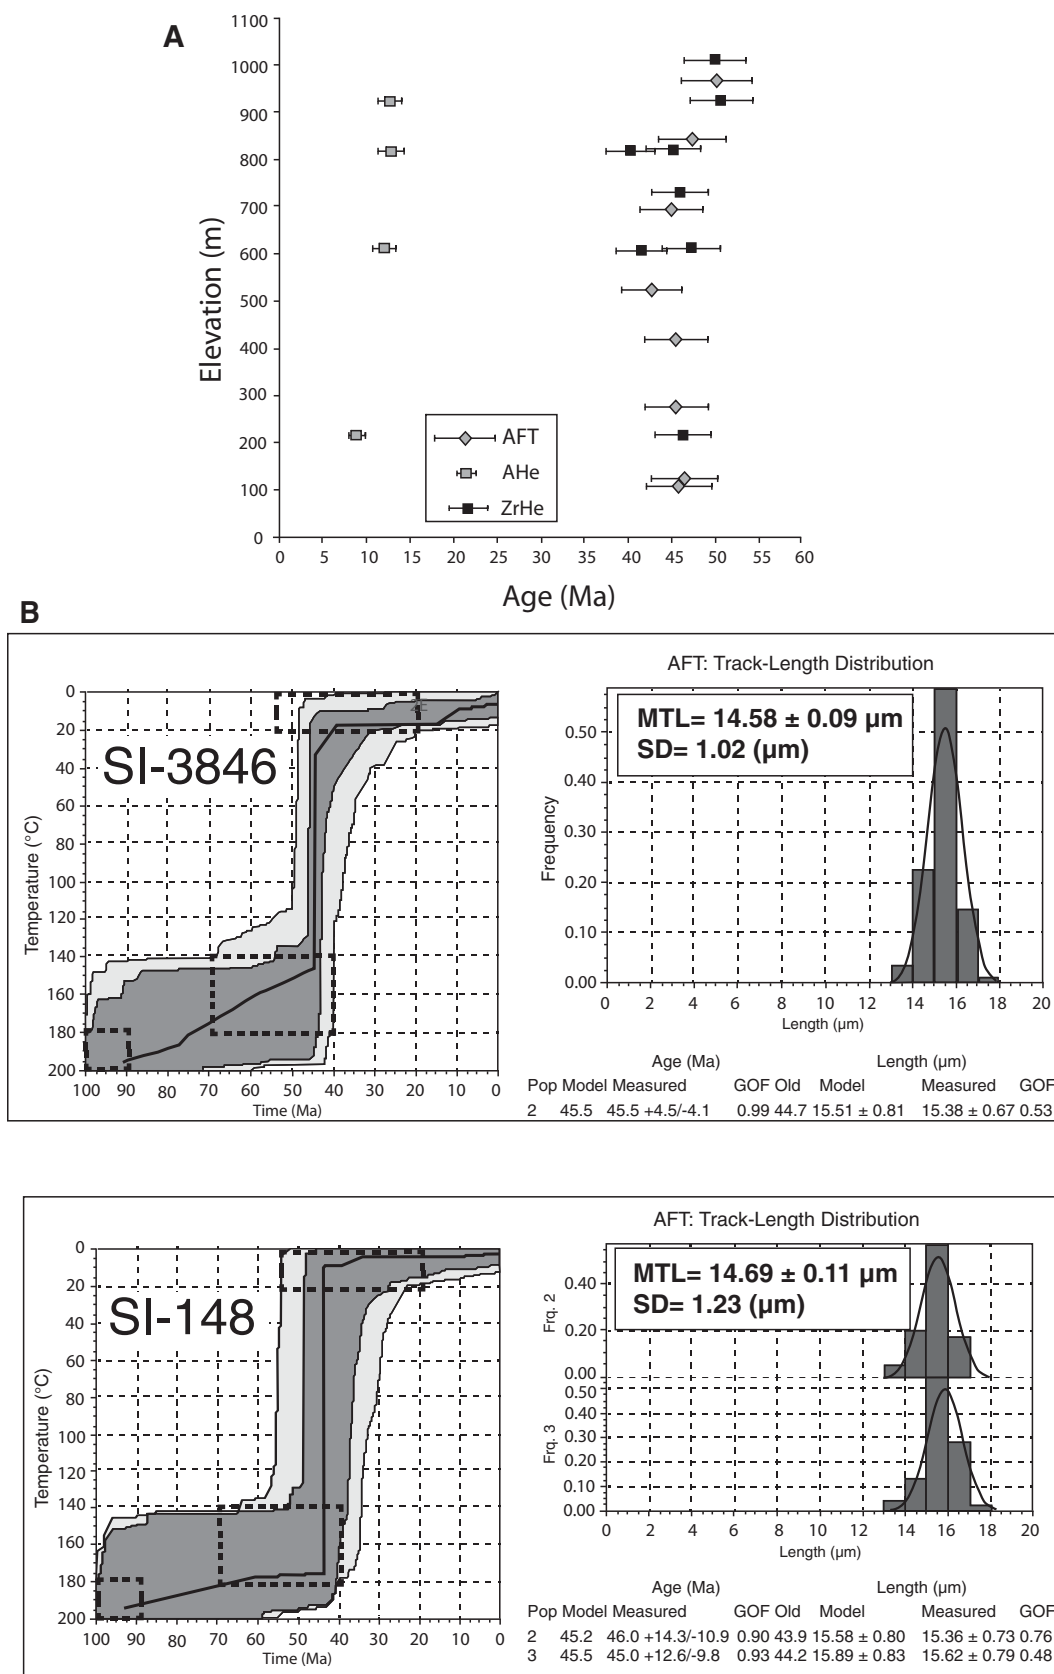 A
1100
1000
900
800
700
600
500
400
300
200
100
0
Elevation (m)
AFT
AHe
ZrHe
0 5 10 15 20 25 30 35 40 45 50 55 60
Age (Ma)
B
0
20
40
60
80
100
120
140
160
180
200
Temperature (°C)
SI-3846
100 90 80 70 60 50 40 30 20 10 0
Time (Ma)
AFT: Track-Length Distribution
MTL= 14.58 ± 0.09 µm
SD= 1.02 (µm)
0.50
0.40
0.30
0.20
0.10
0.00
Frequency
0 2 4 6 8 10 12 14 16 18 20
Length (µm)
Age (Ma) Length (µm)
Pop Model Measured GOF Old Model Measured GOF
2 45.5 45.5 +4.5/-4.1 0.99 44.7 15.51 ± 0.81 15.38 ± 0.67 0.53
0
20
40
60
80
100
120
140
160
180
200
Temperature (°C)
SI-148
100 90 80 70 60 50 40 30 20 10 0
Time (Ma)
AFT: Track-Length Distribution
MTL= 14.69 ± 0.11 µm
SD= 1.23 (µm)
0.40
0.20
0.00
Frq. 2
0.50
0.40
0.30
0.20
0.10
0.00
Frq. 3
0 2 4 6 8 10 12 14 16 18 20
Length (µm)
Age (Ma) Length (µm)
Pop Model Measured GOF Old Model Measured GOF
2 45.2 46.0 +14.3/-10.9 0.90 43.9 15.58 ± 0.80 15.36 ± 0.73 0.76
3 45.5 45.0 +12.6/-9.8 0.93 44.2 15.89 ± 0.83 15.62 ± 0.79 0.48